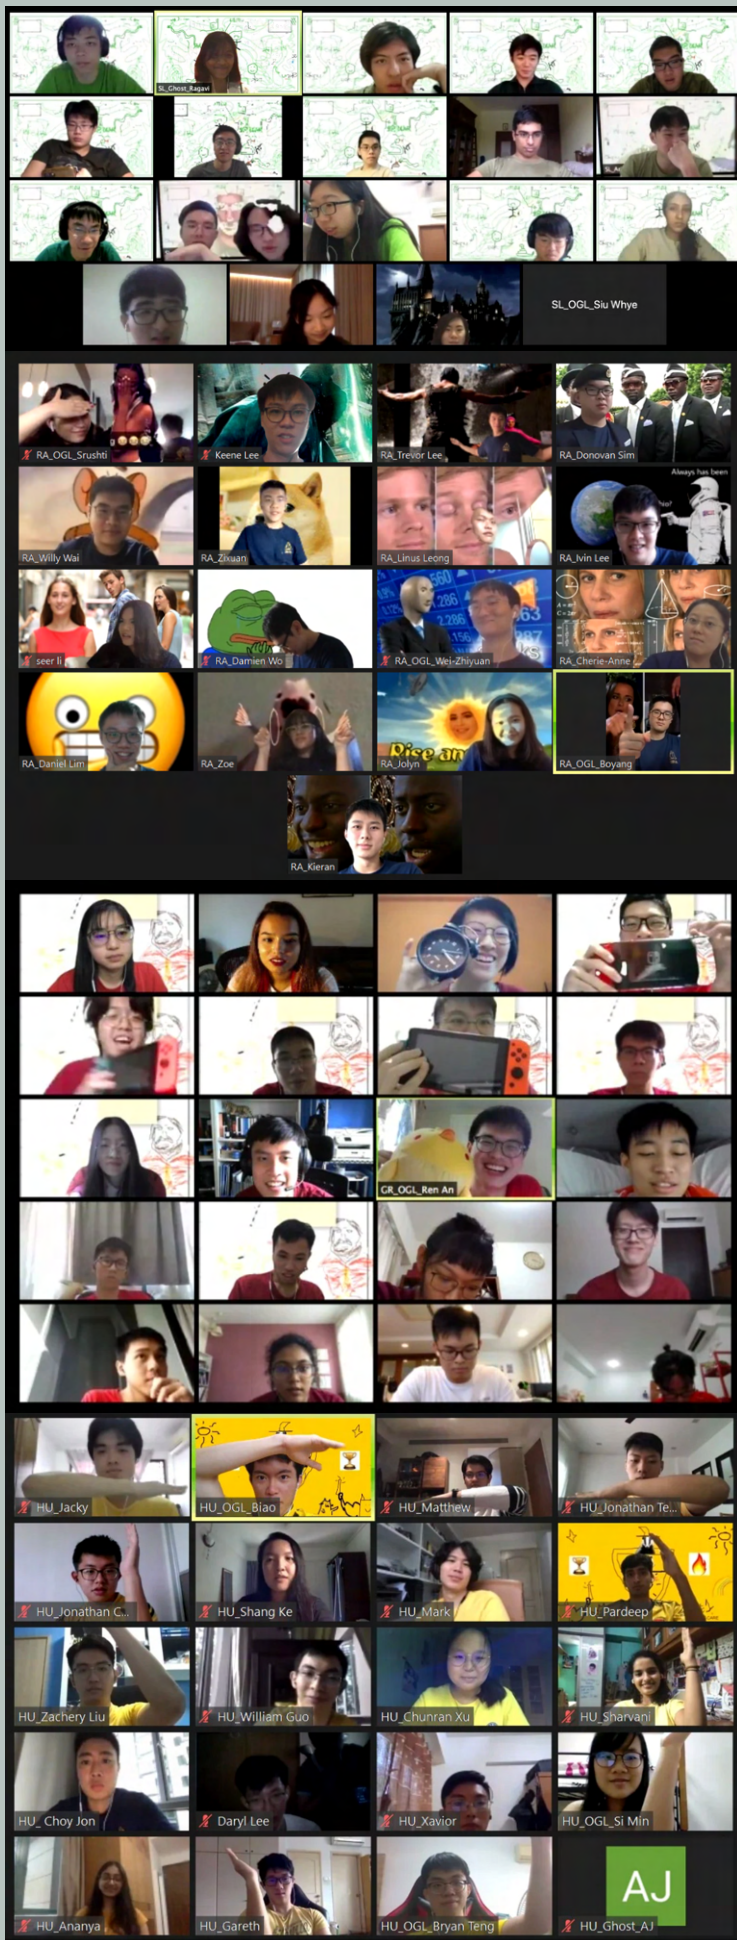 SL_Ghost_Ragavi
SL_OGL_Siu Whye
RA_OGL_Srushti
Keene Lee
RA_Trevor Lee
RA_Donovan Sim
RA_Willy Wai
RA_Zixuan
RA_Linus Leong
Always has been
RA_Ivin Lee
seer li
RA_Damien Wo
RA_OGL_Wei-Zhiyuan
RA_Cherie-Anne
RA_Daniel Lim
RA_Zoe
Rise an
RA_Jolyn
RA_OGL_Boyang
RA_Kieran
GR_OGL_Ren An
HU_Jacky
HU_OGL_Biao
HU_Matthew
HU_Jonathan Te...
HU_Jonathan C...
HU_Shang Ke
HU_Mark
HU_Pardeep
HU_Zachery Liu
HU_William Guo
HU_Chunran Xu
HU_Sharvani
HU_ Choy Jon
Daryl Lee
HU_Xavior
HU_OGL_Si Min
HU_Ananya
HU_Gareth
HU_OGL_Bryan Teng
AJ
HU_Ghost_AJ